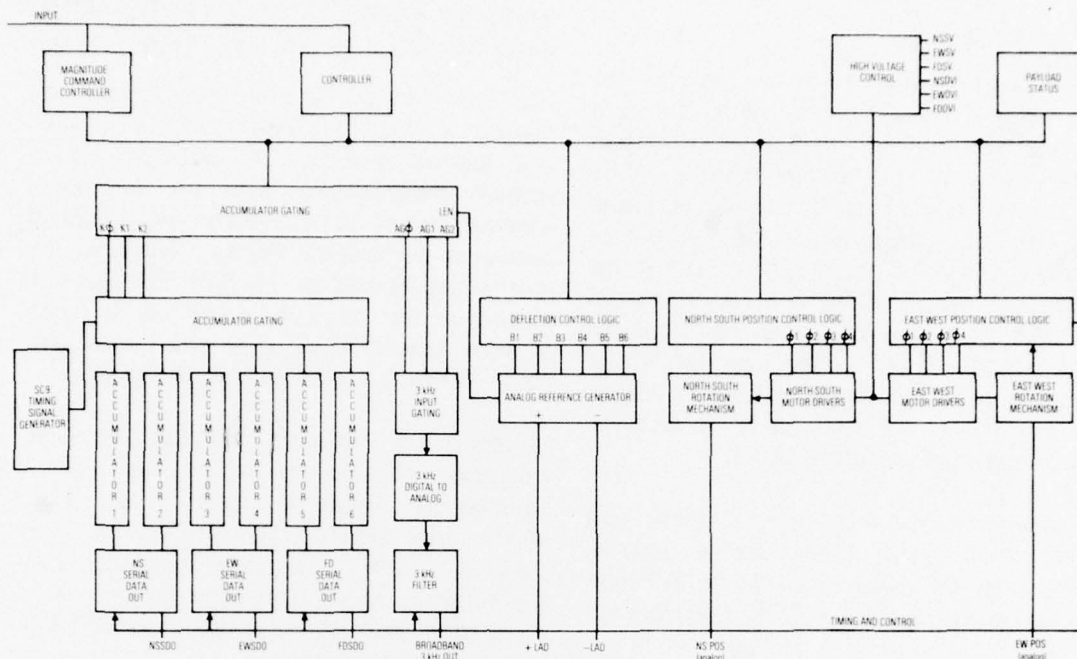 INPUT
MAGNITUDE
COMMAND
CONTROLLER
CONTROLLER
HIGH VOLTAGE
CONTROL
NSSV
EWSV
FDSV
NSDVI
EWDVI
FDDVI
PAYLOAD
STATUS
ACCUMULATOR GATING
LEN
KΦ K1 K2
AGΦ AG1 AG2
ACCUMULATOR GATING
DEFLECTION CONTROL LOGIC
B1 B2 B3 B4 B5 B6
NORTH SOUTH POSITION CONTROL LOGIC
Φ1 Φ2 Φ3 Φ4
EAST WEST POSITION CONTROL LOGIC
Φ1 Φ2 Φ3 Φ4
SC9
TIMING
SIGNAL
GENERATOR
ACCUMULATOR 1
ACCUMULATOR 2
ACCUMULATOR 3
ACCUMULATOR 4
ACCUMULATOR 5
ACCUMULATOR 6
3 kHz
INPUT
GATING
ANALOG REFERENCE GENERATOR
+ −
NORTH SOUTH
ROTATION
MECHANISM
NORTH SOUTH
MOTOR DRIVERS
EAST WEST
MOTOR DRIVERS
EAST WEST
ROTATION
MECHANISM
3 kHz
DIGITAL TO
ANALOG
NS
SERIAL
DATA
OUT
EW
SERIAL
DATA
OUT
FD
SERIAL
DATA
OUT
3 kHz
FILTER
TIMING AND CONTROL
NSSDO
EWSDO
FDSDO
BROADBAND
3 kHz OUT
+ LAD
−LAD
NS POS
(analog)
EW POS
(analog)